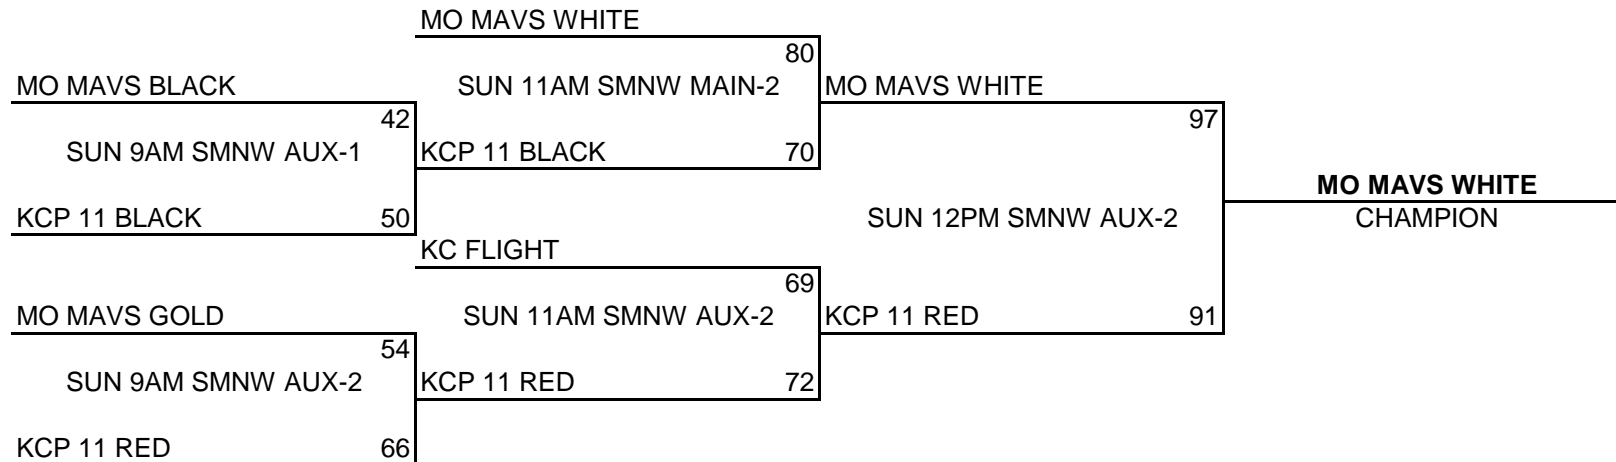 MO MAVS WHITE
80
MO MAVS BLACK
SUN 11AM SMNW MAIN-2
MO MAVS WHITE
42
97
SUN 9AM SMNW AUX-1
KCP 11 BLACK
70
MO MAVS WHITE
KCP 11 BLACK
50
SUN 12PM SMNW AUX-2
CHAMPION
KC FLIGHT
69
MO MAVS GOLD
SUN 11AM SMNW AUX-2
KCP 11 RED
91
54
SUN 9AM SMNW AUX-2
KCP 11 RED
72
KCP 11 RED
66